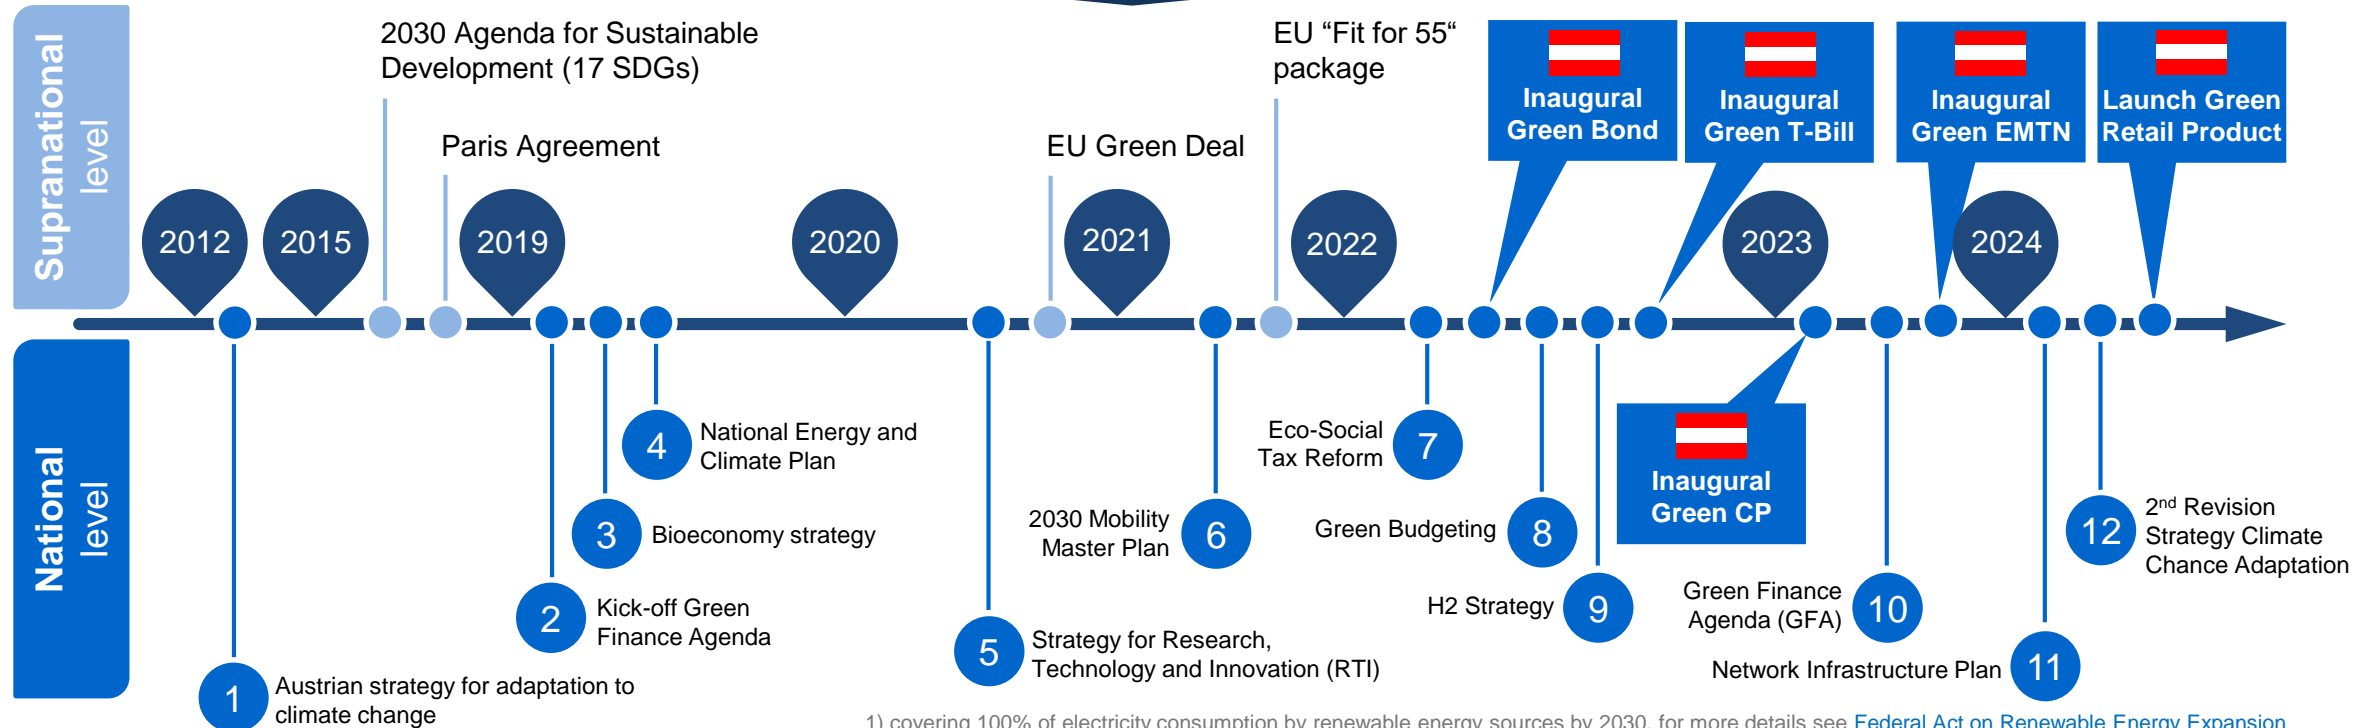 Supranational
level
2030 Agenda for Sustainable
Development (17 SDGs)
Paris Agreement
EU Green Deal
EU “Fit for 55“
package
Inaugural
Green Bond
Inaugural
Green T-Bill
Inaugural
Green EMTN
Launch Green
Retail Product
2012
2015
2019
2020
2021
2022
2023
2024
National
level
1
Austrian strategy for adaptation to
climate change
2
Kick-off Green
Finance Agenda
3
Bioeconomy strategy
4
National Energy and
Climate Plan
5
Strategy for Research,
Technology and Innovation (RTI)
2030 Mobility
Master Plan
6
Eco-Social
Tax Reform
7
Green Budgeting
8
H2 Strategy
9
Inaugural
Green CP
Green Finance
Agenda (GFA)
10
Network Infrastructure Plan
11
12
2nd Revision
Strategy Climate
Chance Adaptation
1) covering 100% of electricity consumption by renewable energy sources by 2030, for more details see Federal Act on Renewable Energy Expansion